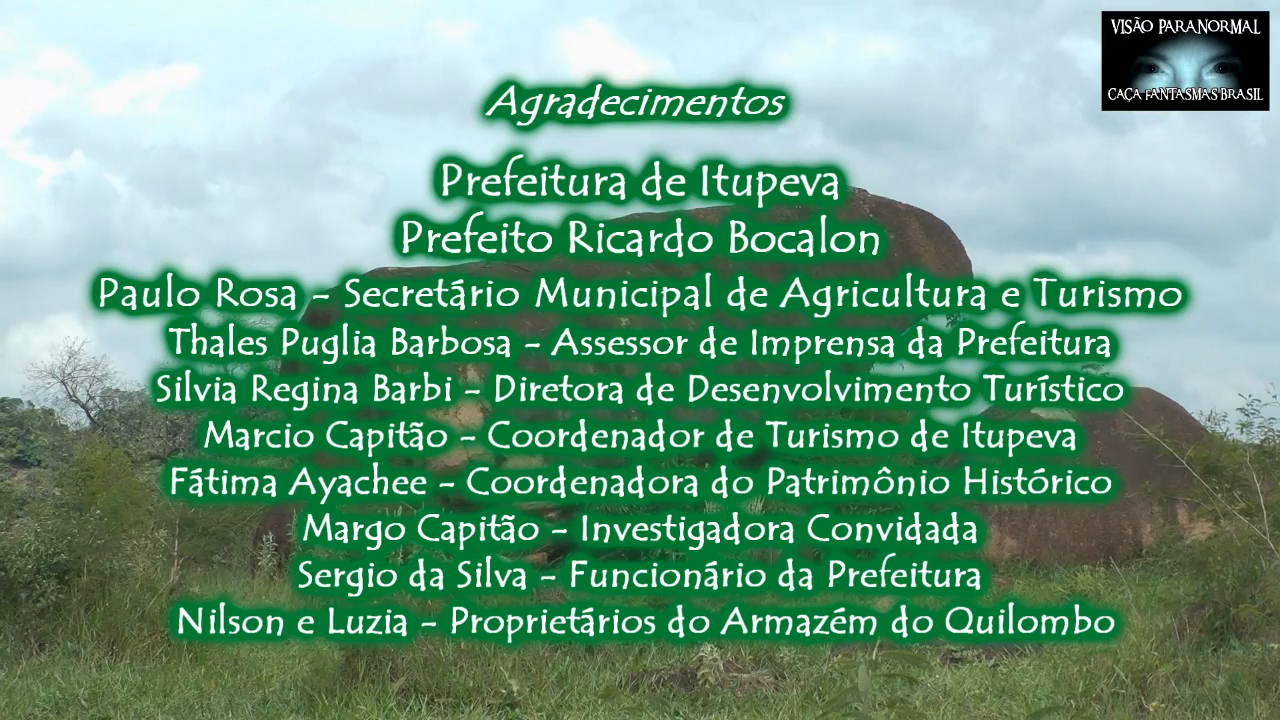 VISÃO PARANORMAL
CAÇA FANTASMAS BRASIL
Agradecimentos
Prefeitura de Itupeva
Prefeito Ricardo Bocalon
Paulo Rosa - Secretário Municipal de Agricultura e Turismo
Thales Puglia Barbosa - Assessor de Imprensa da Prefeitura
Silvia Regina Barbi - Diretora de Desenvolvimento Turístico
Marcio Capitão - Coordenador de Turismo de Itupeva
Fátima Ayachee - Coordenadora do Patrimônio Histórico
Margo Capitão - Investigadora Convidada
Sergio da Silva - Funcionário da Prefeitura
Nilson e Luzia - Proprietários do Armazém do Quilombo